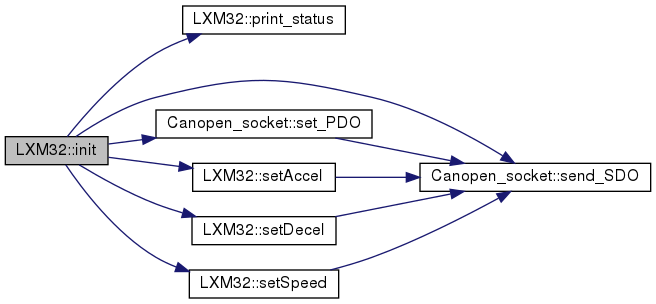 LXM32::print_status
LXM32::init
Canopen_socket::set_PDO
LXM32::setAccel
Canopen_socket::send_SDO
LXM32::setDecel
LXM32::setSpeed